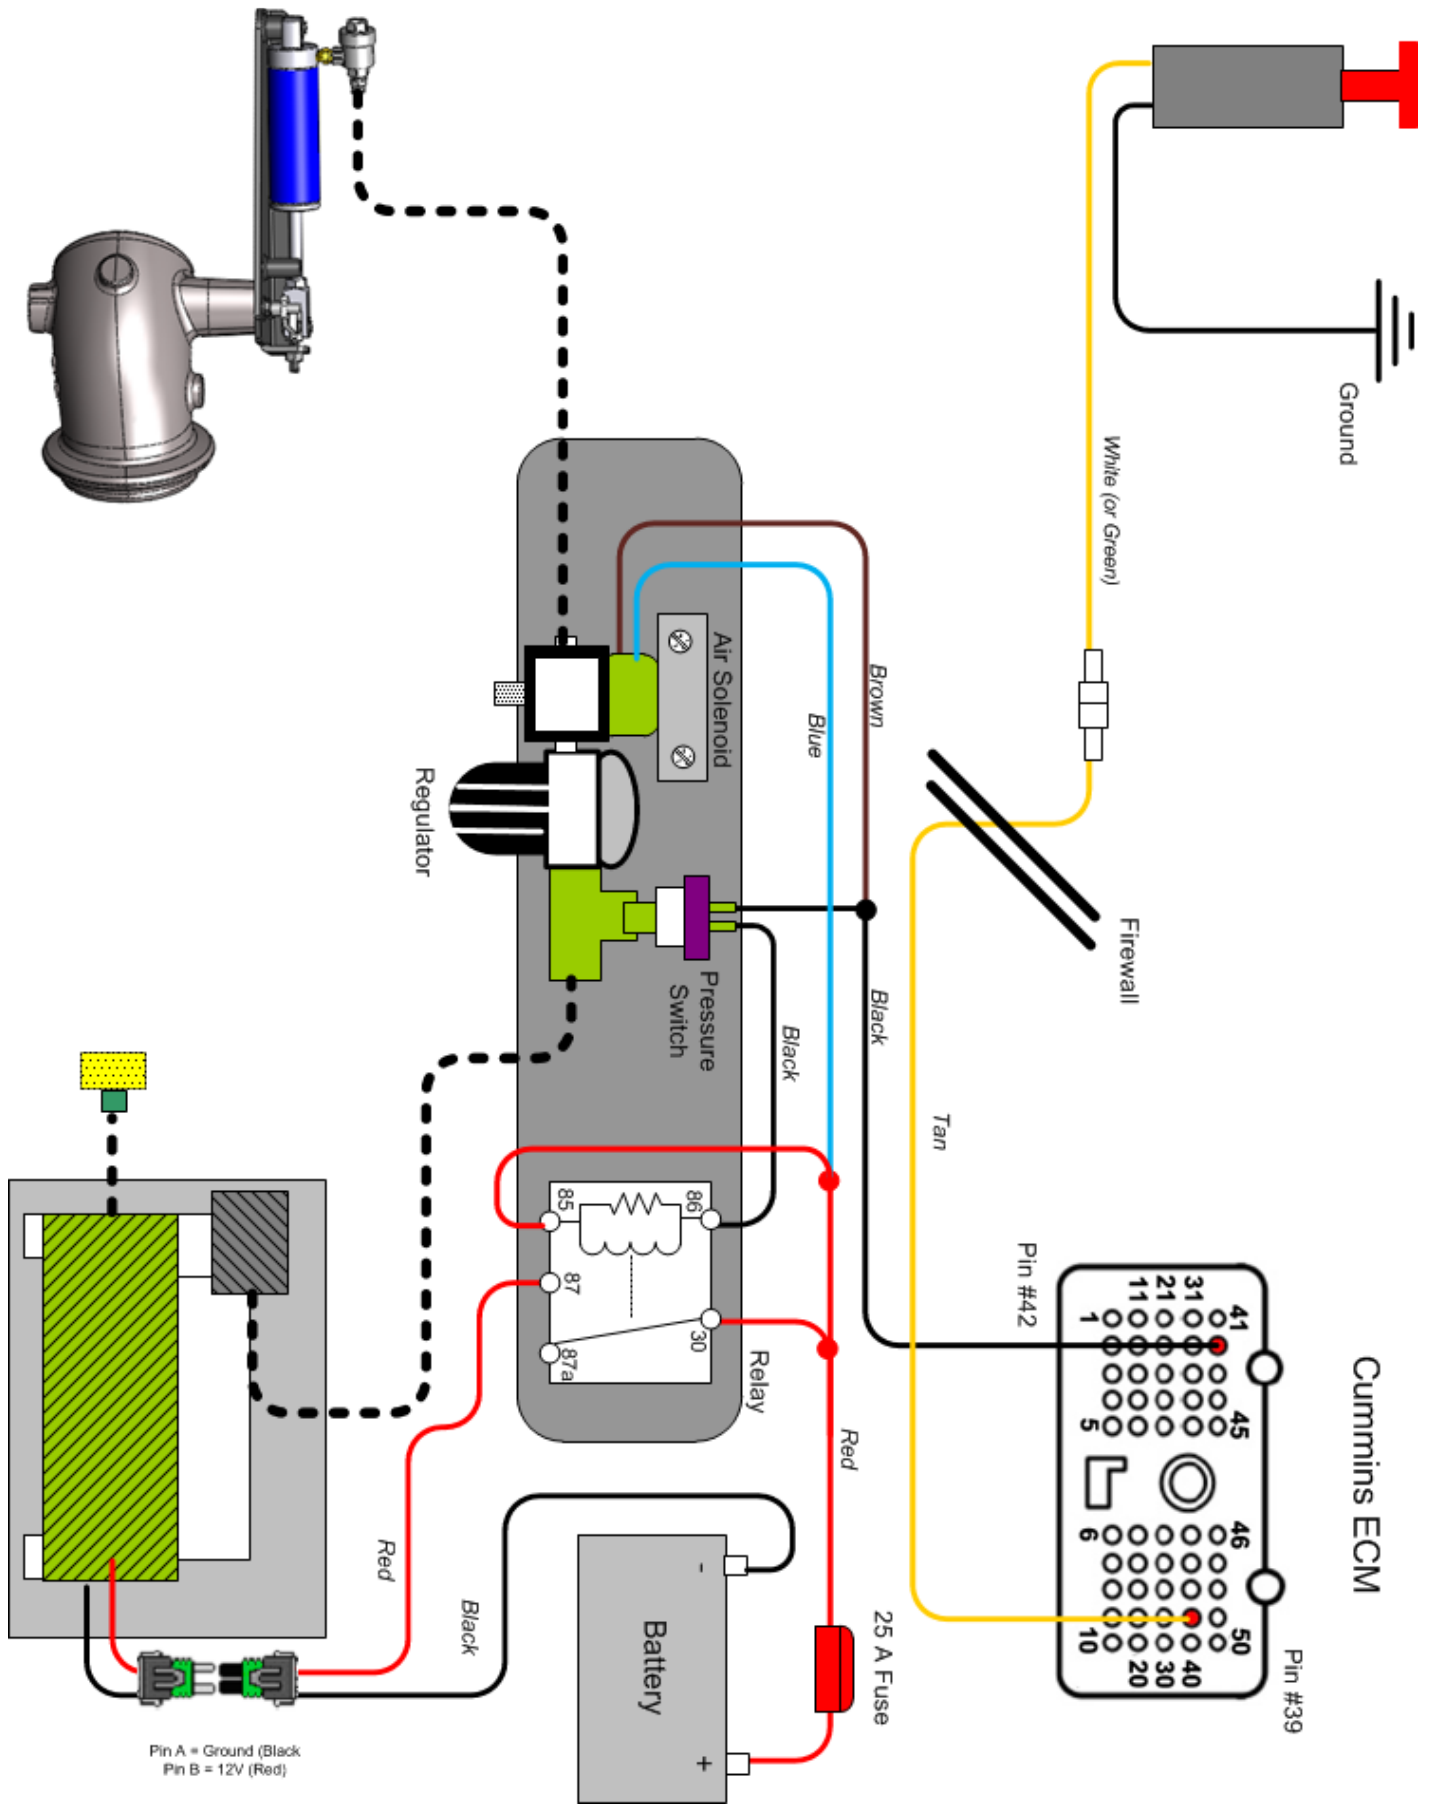 Cummins ECM
Pin #42
Pin #39
41
31
21
11
1
45
5
46
6
50
40
30
20
10
Ground
White (or Green)
Firewall
Tan
Brown
Blue
Black
Black
Air Solenoid
Regulator
Pressure
Switch
86
85
87
30
87a
Relay
Red
25 A Fuse
-
Battery
+
Red
Black
Pin A = Ground (Black
Pin B = 12V (Red)